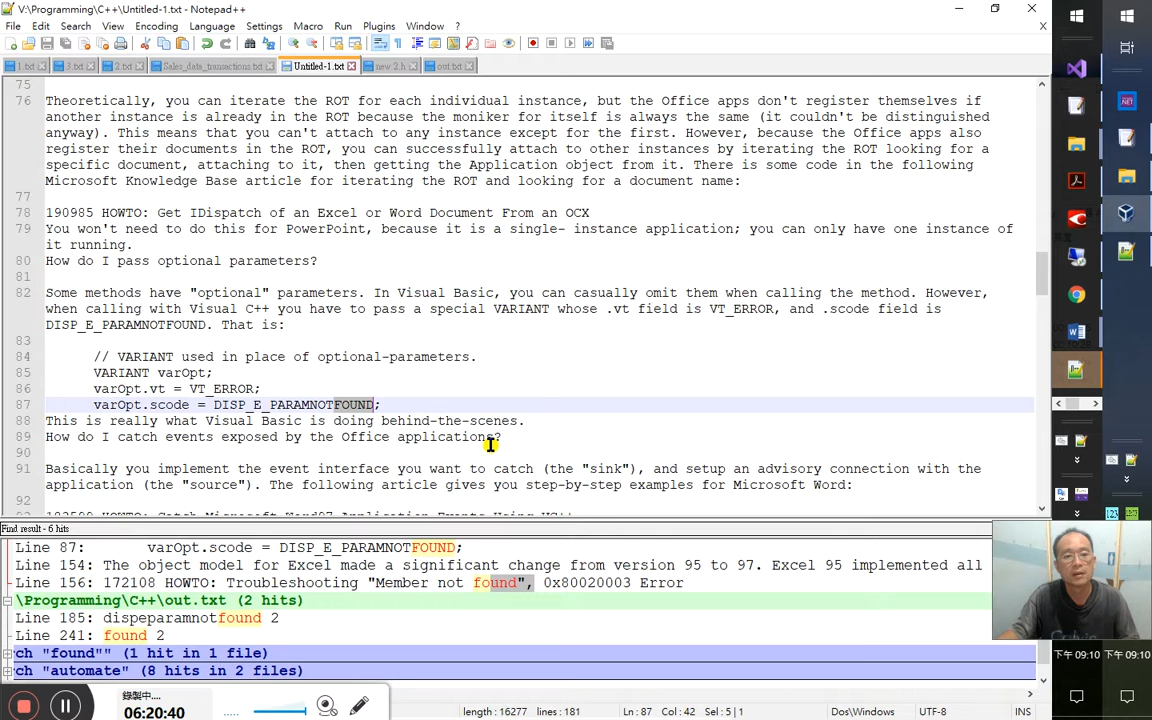 V:\Programming\C++\Untitled-1.txt - Notepad++
File Edit Search View Encoding Language Settings Macro Run Plugins Window ?
1.txt 3.txt 2.txt Sales_data_transactions.txt Untitled-1.txt new 2.h out.txt
75
76 Theoretically, you can iterate the ROT for each individual instance, but the Office apps don't register themselves if
another instance is already in the ROT because the moniker for itself is always the same (it couldn't be distinguished
anyway). This means that you can't attach to any instance except for the first. However, because the Office apps also
register their documents in the ROT, you can successfully attach to other instances by iterating the ROT looking for a
specific document, attaching to it, then getting the Application object from it. There is some code in the following
Microsoft Knowledge Base article for iterating the ROT and looking for a document name:
77
78 190985 HOWTO: Get IDispatch of an Excel or Word Document From an OCX
79 You won't need to do this for PowerPoint, because it is a single- instance application; you can only have one instance of
it running.
80 How do I pass optional parameters?
81
82 Some methods have "optional" parameters. In Visual Basic, you can casually omit them when calling the method. However,
when calling with Visual C++ you have to pass a special VARIANT whose .vt field is VT_ERROR, and .scode field is
DISP_E_PARAMNOTFOUND. That is:
83
84 // VARIANT used in place of optional-parameters.
85 VARIANT varOpt;
86 varOpt.vt = VT_ERROR;
87 varOpt.scode = DISP_E_PARAMNOTFOUND;
88 This is really what Visual Basic is doing behind-the-scenes.
89 How do I catch events exposed by the Office applications?
90
91 Basically you implement the event interface you want to catch (the "sink"), and setup an advisory connection with the
application (the "source"). The following article gives you step-by-step examples for Microsoft Word:
92
Find result - 6 hits
Line 87: varOpt.scode = DISP_E_PARAMNOTFOUND;
Line 154: The object model for Excel made a significant change from version 95 to 97. Excel 95 implemented all
Line 156: 172108 HOWTO: Troubleshooting "Member not found", 0x80020003 Error
\Programming\C++\out.txt (2 hits)
Line 185: dispeparamnotfound 2
Line 241: found 2
ch "found"" (1 hit in 1 file)
ch "automate" (8 hits in 2 files)
錄製中....
06:20:40
length : 16277 lines : 181 Ln : 87 Col : 42 Sel : 5 | 1 Dos\Windows UTF-8 INS
下午 09:10 下午 09:10